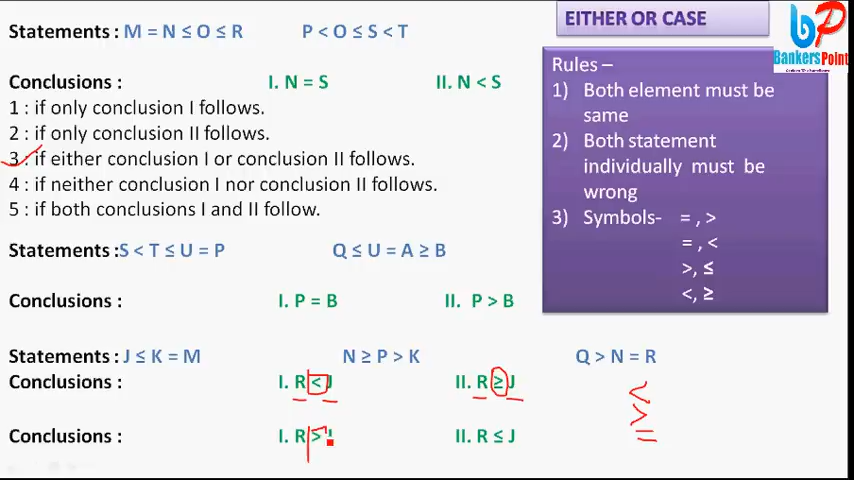 EITHER OR CASE
bP
BankersPoint
Statements : M = N ≤ O ≤ R P < O ≤ S < T
Conclusions : I. N = S II. N < S
1 : if only conclusion I follows.
2 : if only conclusion II follows.
3 : if either conclusion I or conclusion II follows.
4 : if neither conclusion I nor conclusion II follows.
5 : if both conclusions I and II follow.
Statements :S < T ≤ U = P Q ≤ U = A ≥ B
Conclusions : I. P = B II. P > B
Statements : J ≤ K = M N ≥ P > K Q > N = R
Conclusions : I. R < J II. R ≥ J
Conclusions : I. R > J II. R ≤ J
<
>
=
Rules –
1) Both element must be
same
2) Both statement
individually must be
wrong
3) Symbols- = , >
= , <
>, ≤
<, ≥